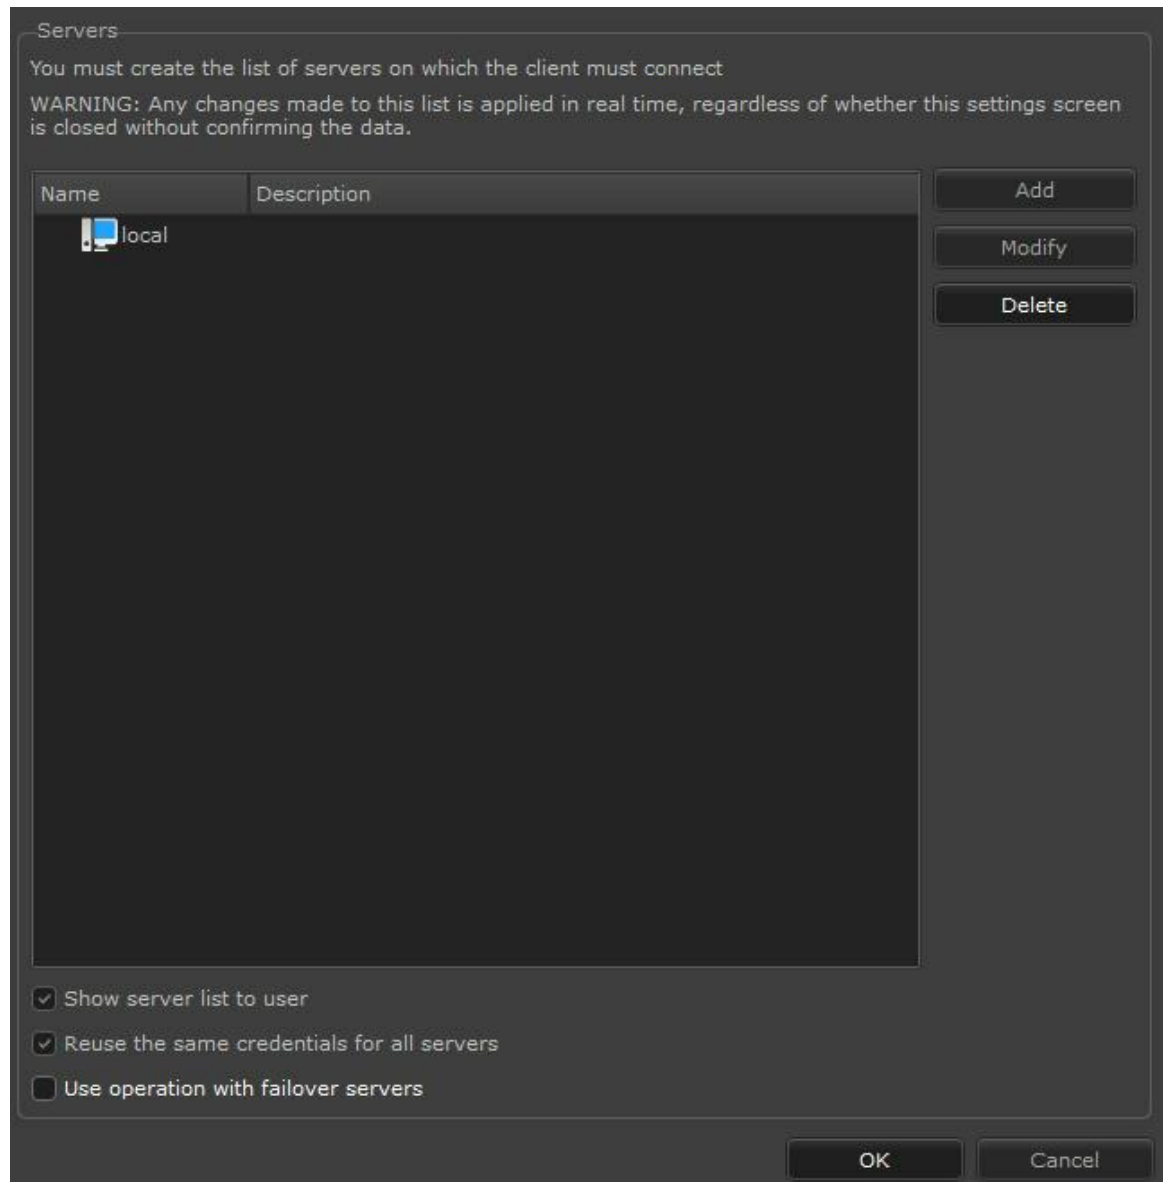 Servers
You must create the list of servers on which the client must connect
WARNING: Any changes made to this list is applied in real time, regardless of whether this settings screen
is closed without confirming the data.
Name Description
local
Add
Modify
Delete
Show server list to user
Reuse the same credentials for all servers
Use operation with failover servers
OK Cancel